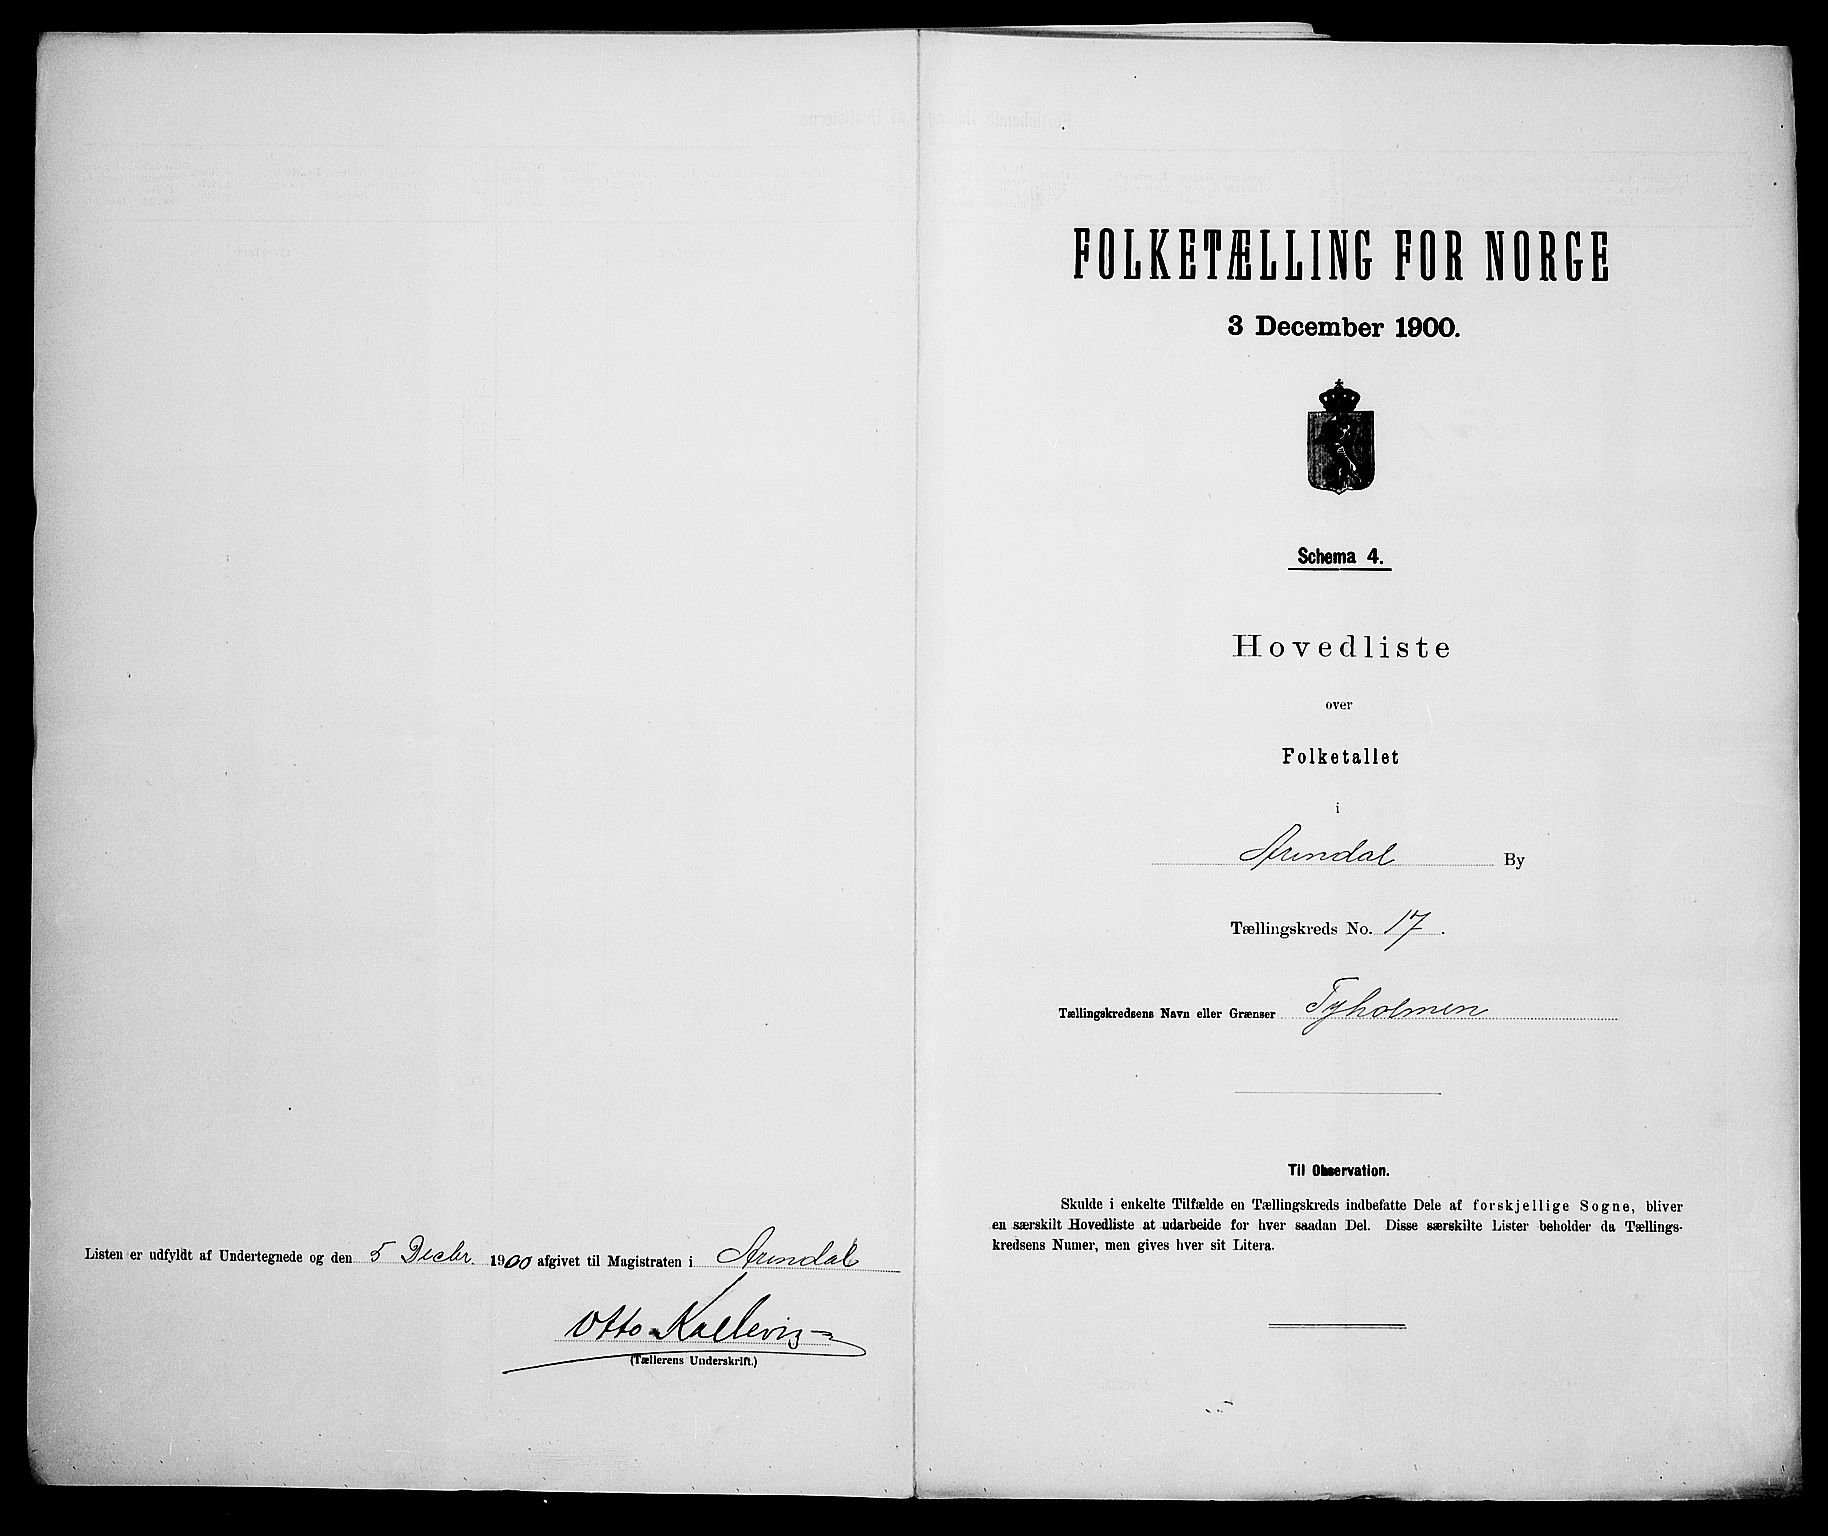 Listen er udfyldt af Undertegnede og den 5 Decbr. 1900 afgivet til Magistraten i Arendal
Otto Kallevig
(Tællerens Underskrift.)
FOLKETÆLLING FOR NORGE
3 December 1900.
Schema 4.
Hovedliste
over
Folketallet
i
Arendal By
Tællingskreds No. 17.
Tællingskredsens Navn eller Grænser Tyholmen
Til Observation.
Skulde i enkelte Tilfælde en Tællingskreds indbefatte Dele af forskjellige Sogne, bliver
en særskilt Hovedliste at udarbeide for hver saadan Del. Disse særskilte Lister beholder da Tællings-
kredsens Numer, men gives hver sit Litera.